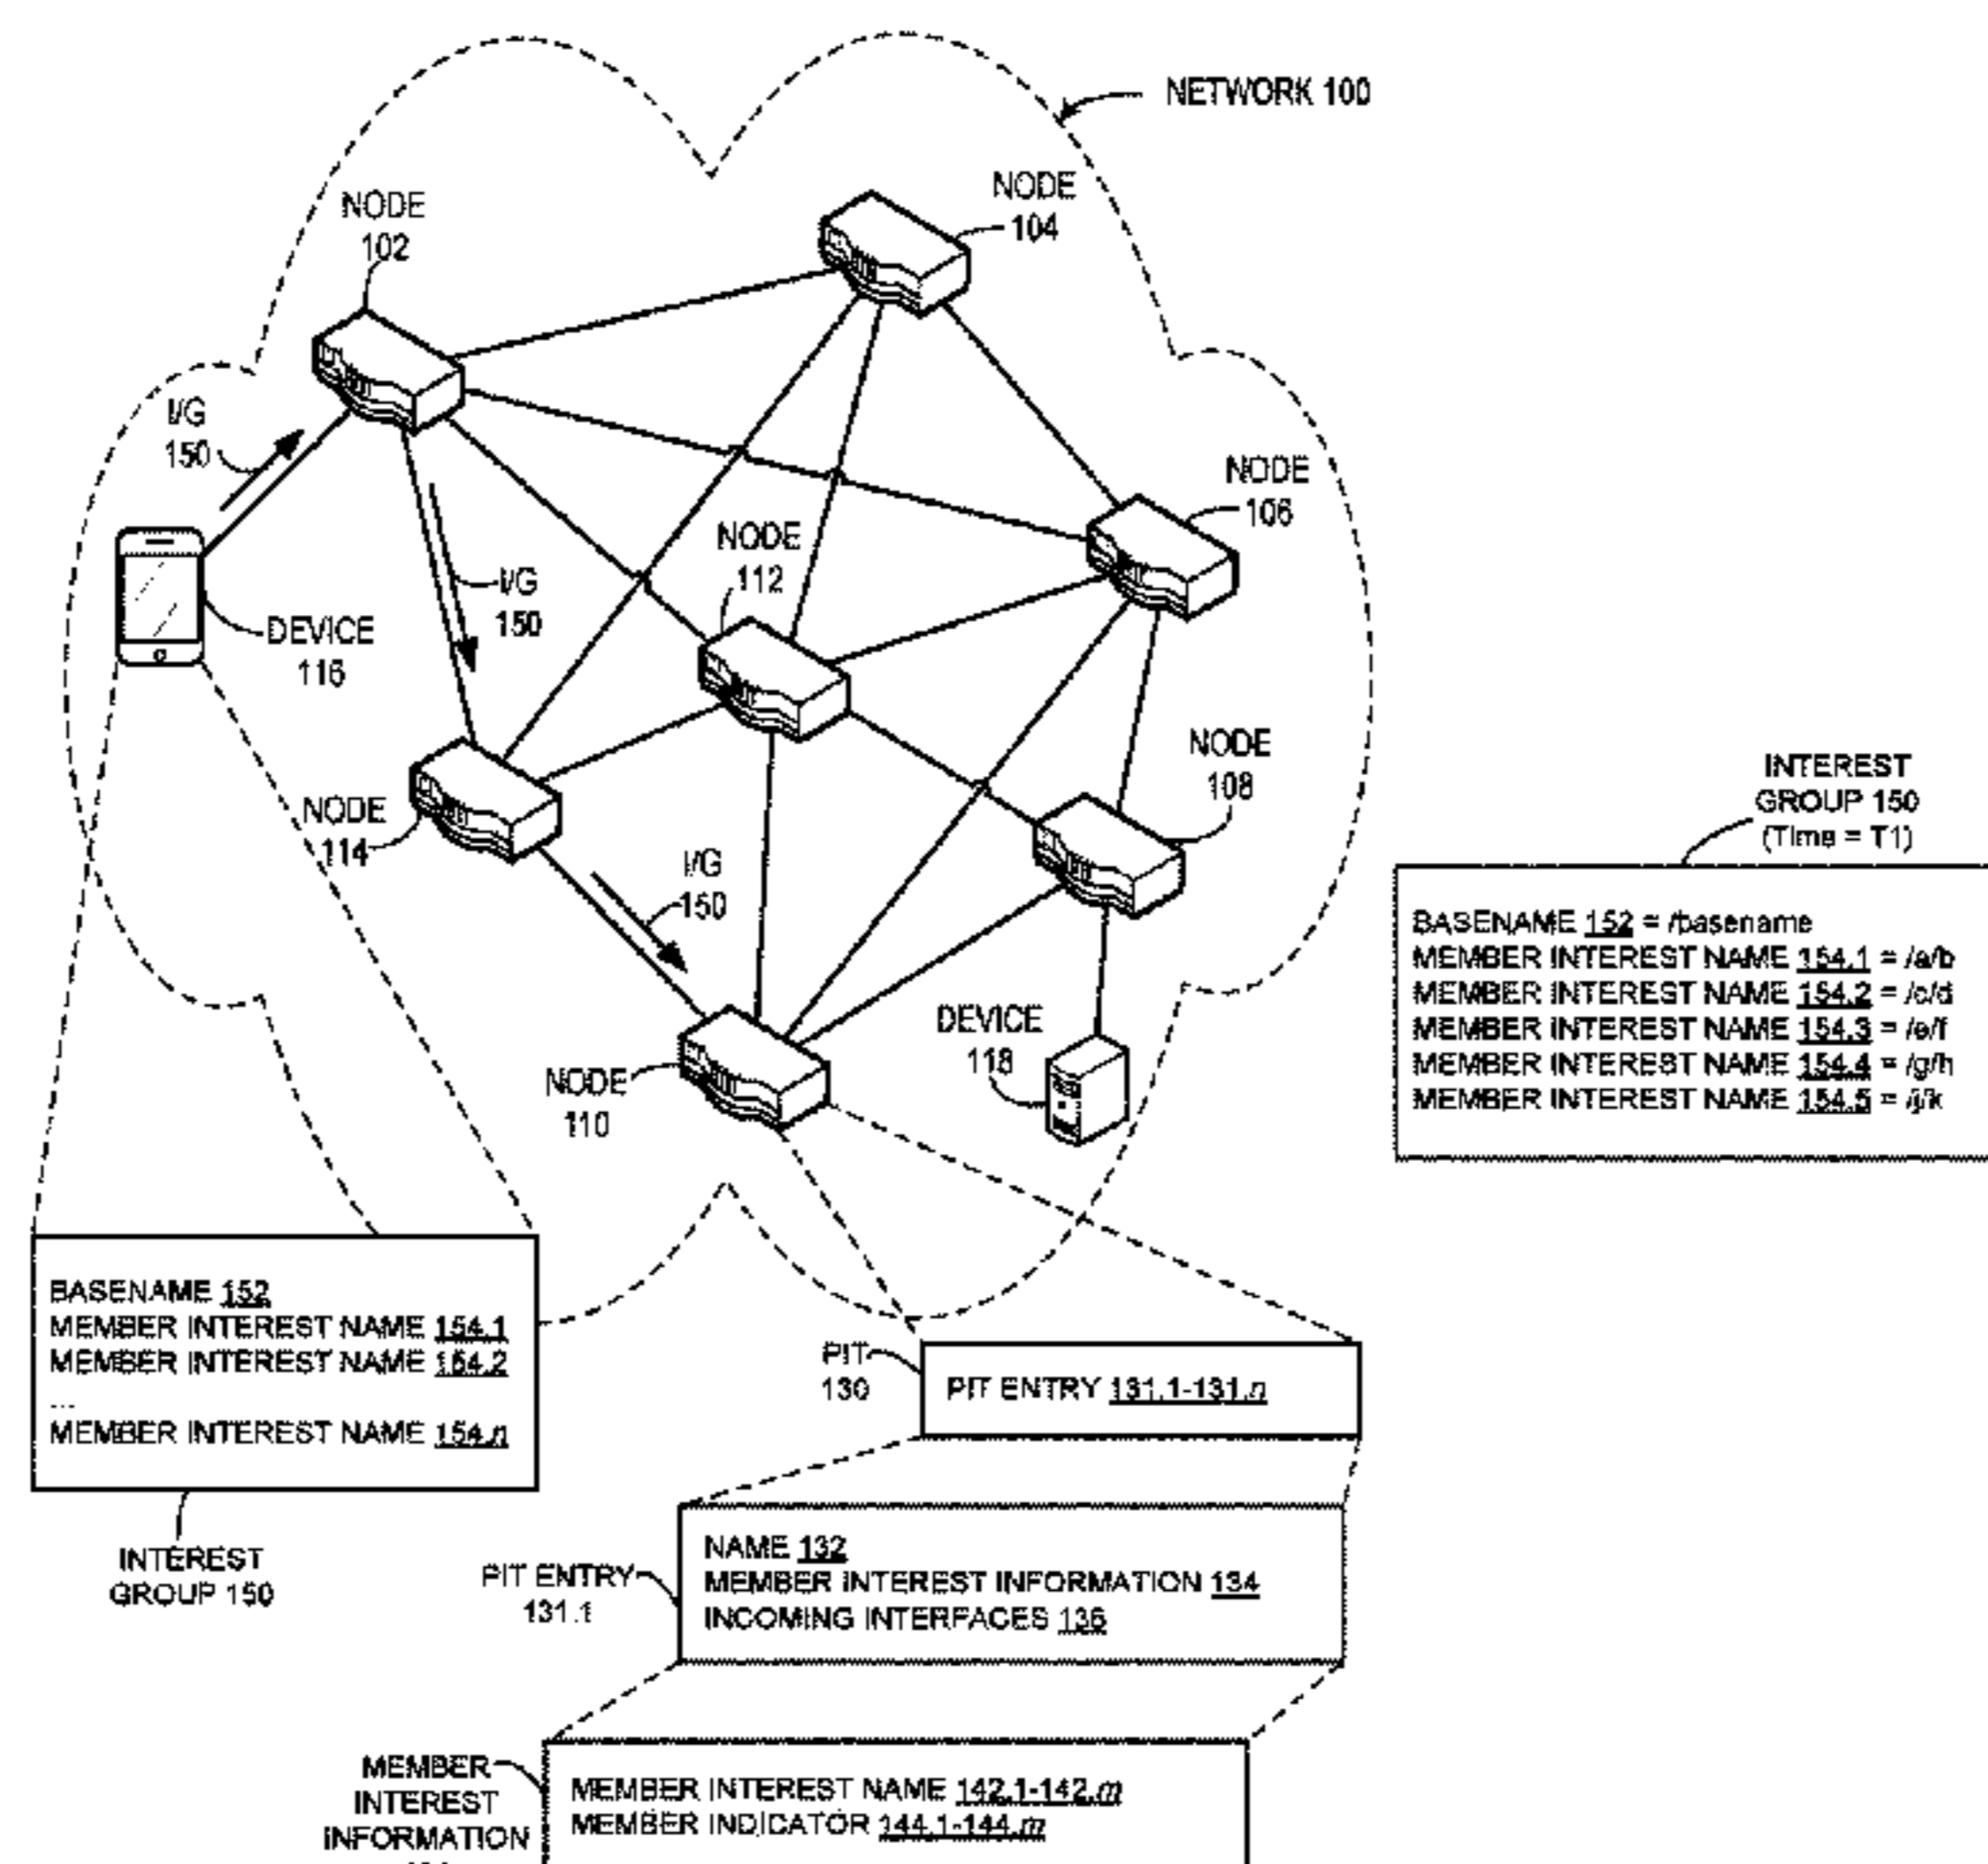 NETWORK 100
NODE
102
NODE
104
I/G
150
NODE
106
NODE
112
I/G
150
DEVICE
116
NODE
108
NODE
114
I/G
150
INTEREST
GROUP 150
(Time = T1)
BASENAME 152 = /basename
MEMBER INTEREST NAME 154.1 = /a/b
MEMBER INTEREST NAME 154.2 = /c/d
MEMBER INTEREST NAME 154.3 = /e/f
MEMBER INTEREST NAME 154.4 = /g/h
MEMBER INTEREST NAME 154.5 = /j/k
DEVICE
118
NODE
110
BASENAME 152
MEMBER INTEREST NAME 154.1
MEMBER INTEREST NAME 154.2
...
MEMBER INTEREST NAME 154.n
INTEREST
GROUP 150
PIT
130
PIT ENTRY 131.1-131.n
PIT ENTRY
131.1
NAME 132
MEMBER INTEREST INFORMATION 134
INCOMING INTERFACES 136
MEMBER
INTEREST
INFORMATION
MEMBER INTEREST NAME 142.1-142.m
MEMBER INDICATOR 144.1-144.m